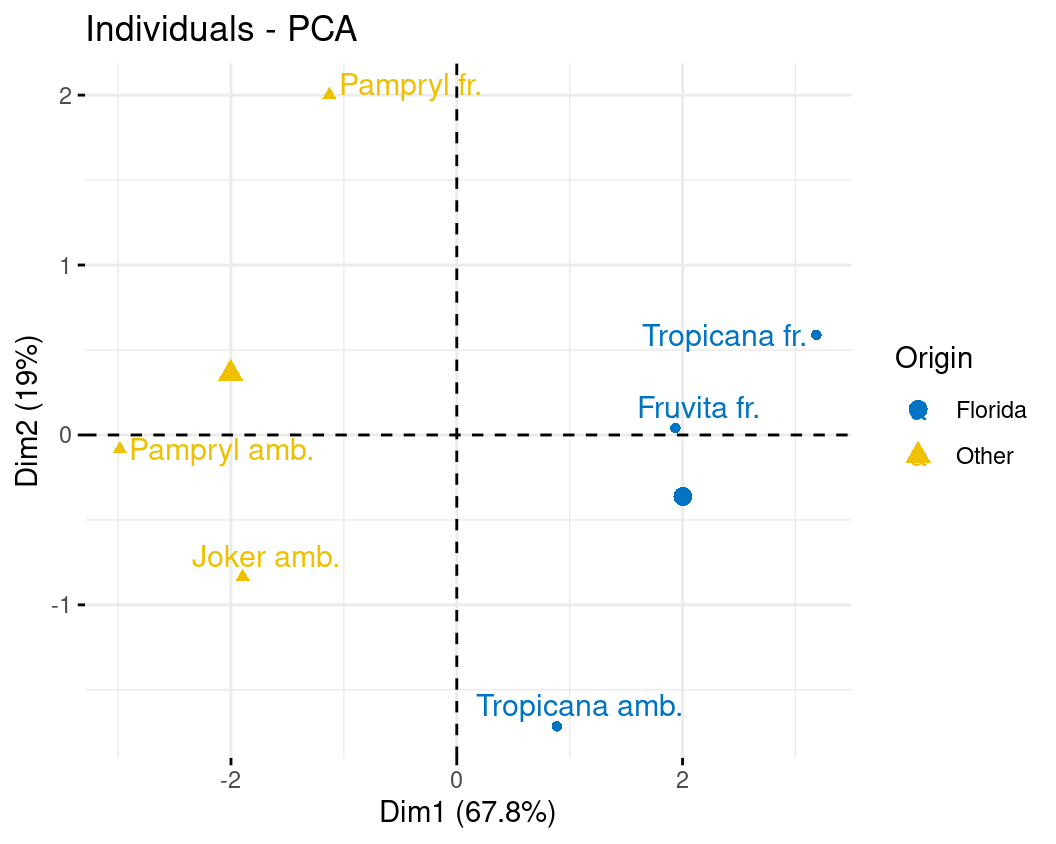 Individuals - PCA
Pampryl fr.
Tropicana fr.
Fruvita fr.
Pampryl amb.
Joker amb.
Tropicana amb.
2
1
0
-1
-2
0
2
Dim1 (67.8%)
Dim2 (19%)
Origin
Florida
Other